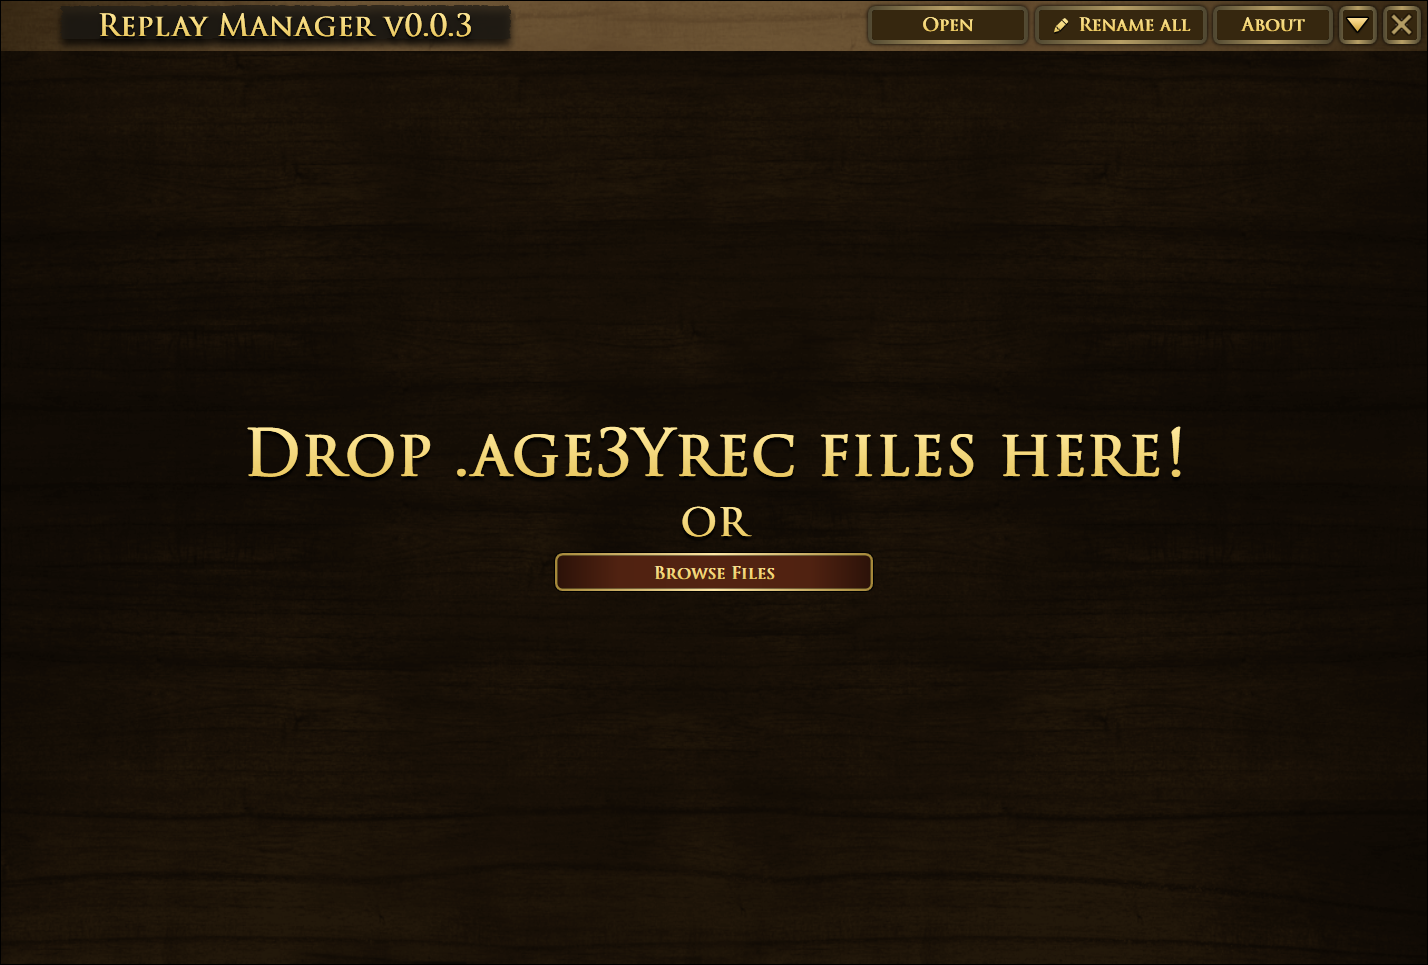 Replay Manager v0.0.3
Open
Rename all
About
Drop .age3Yrec files here!
or
Browse Files